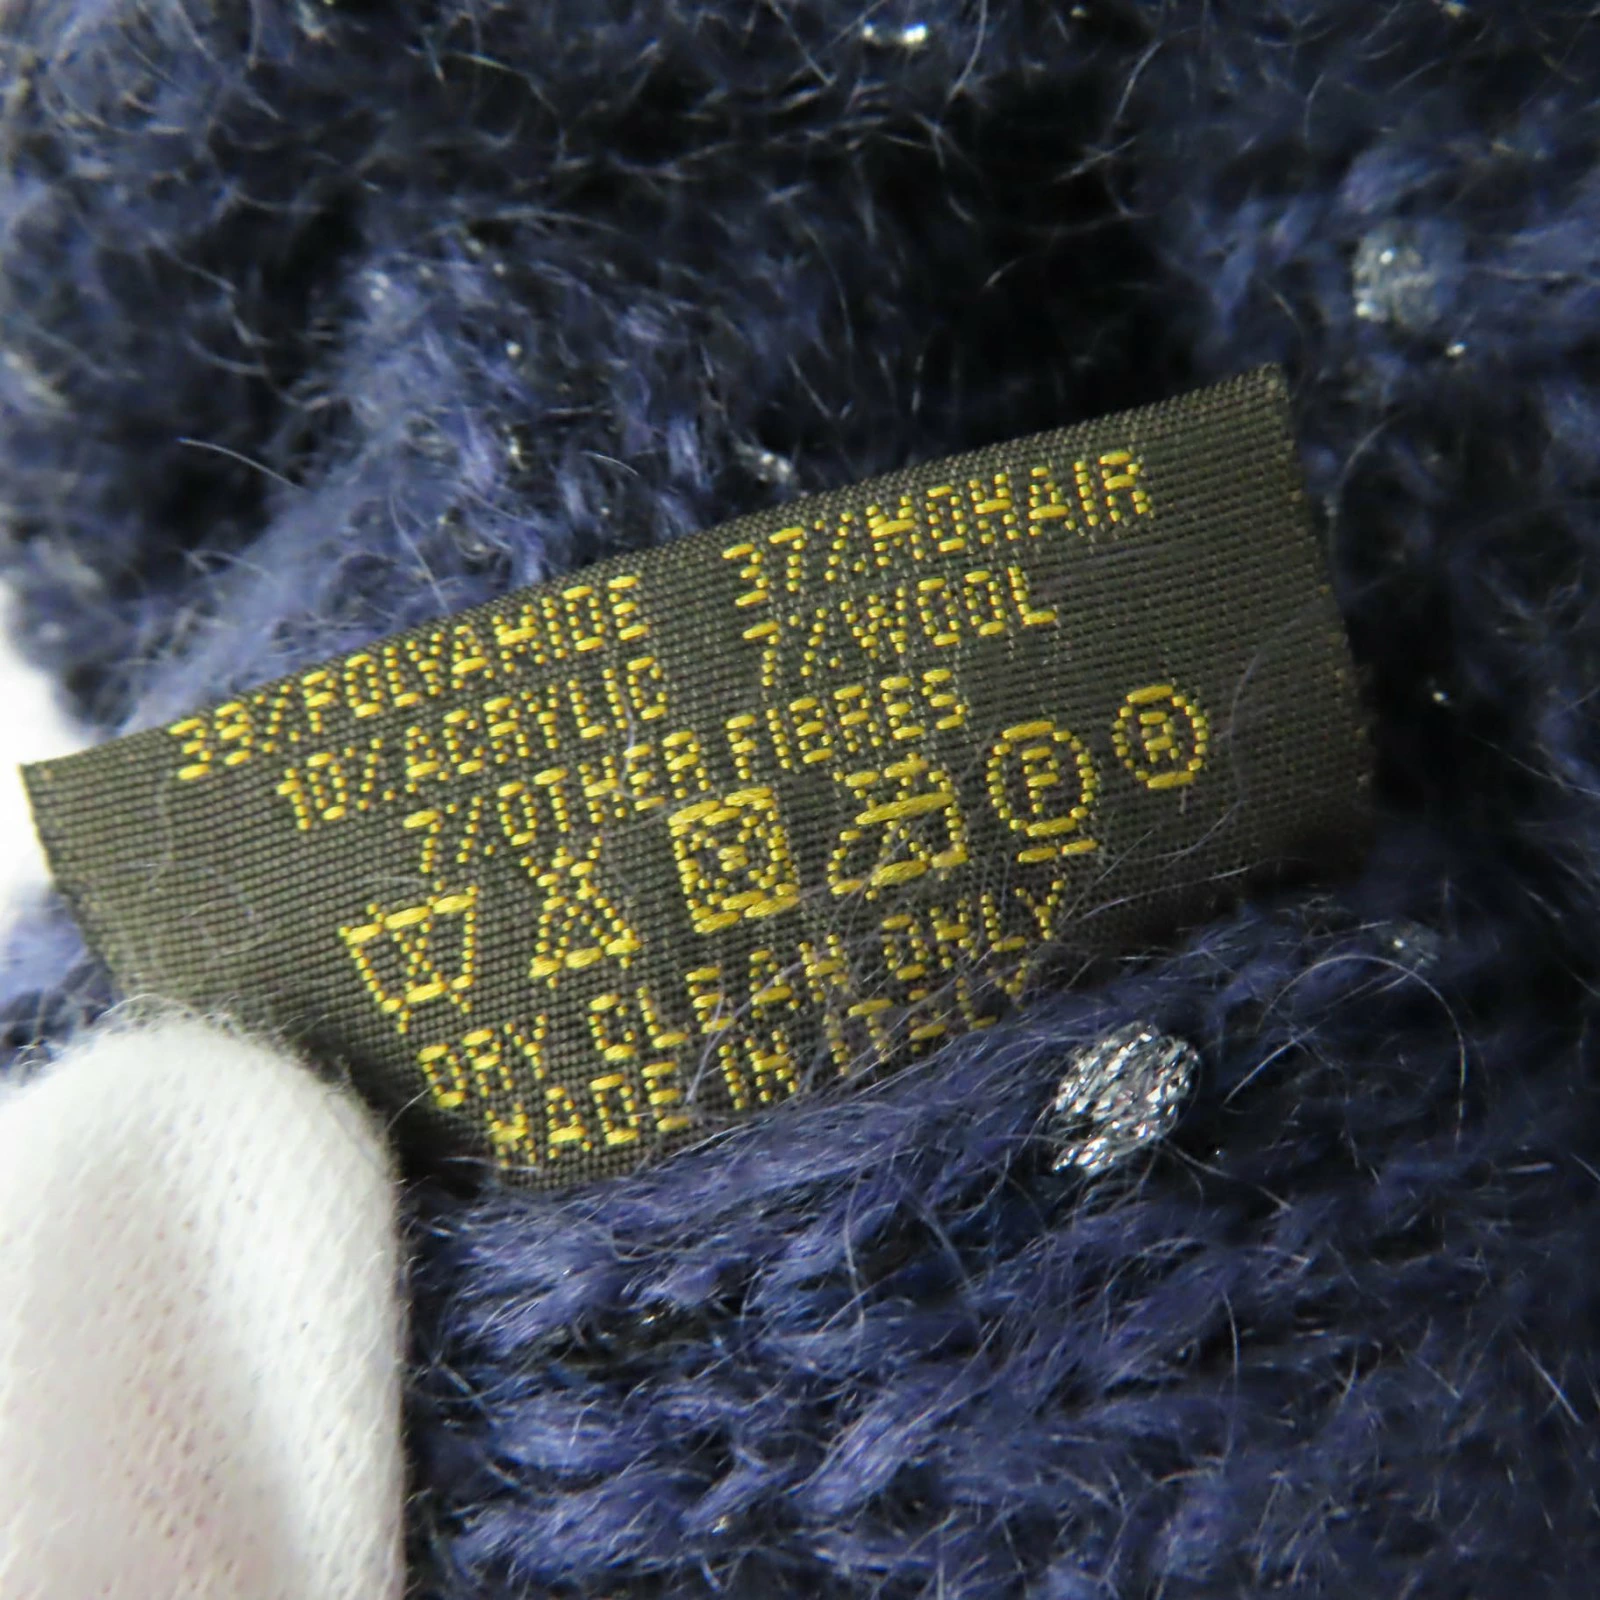 39%POLYAMIDE 37%MOHAIR
10%ACRYLIC 7%WOOL
7%OTHER FIBRES
P R
DRY CLEAN ONLY
MADE IN ITALY